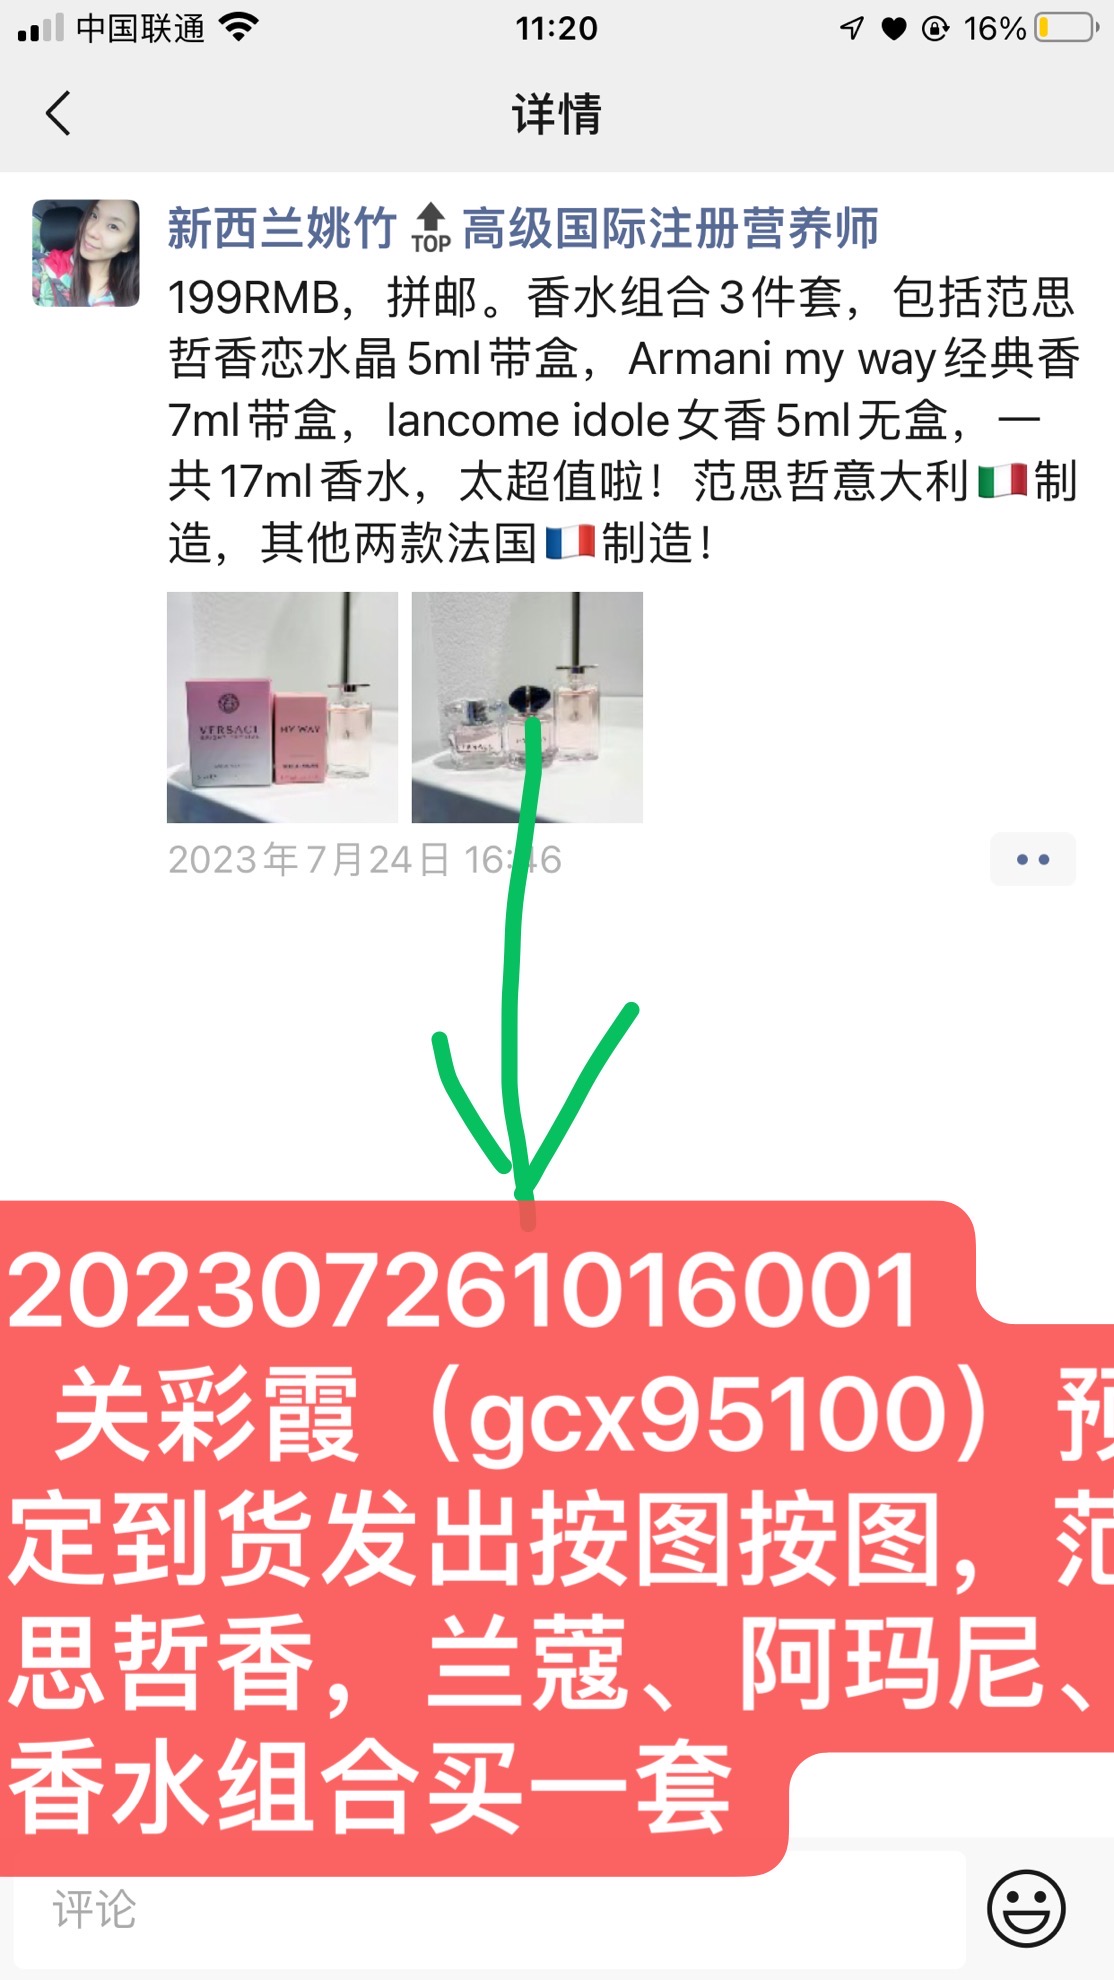 中国联通
11:20
16%
详情
新西兰姚竹🔝高级国际注册营养师
199RMB，拼邮。香水组合3件套，包括范思
哲香恋水晶5ml带盒，Armani my way经典香
7ml带盒，lancome idole女香5ml无盒，一
共17ml香水，太超值啦！范思哲意大利🇮🇹制
造，其他两款法国🇫🇷制造！
VERSACE
MY WAY
2023年7月24日 16:46
202307261016001
关彩霞（gcx95100）预
定到货发出按图按图，范
思哲香，兰蔻、阿玛尼、
香水组合买一套
评论